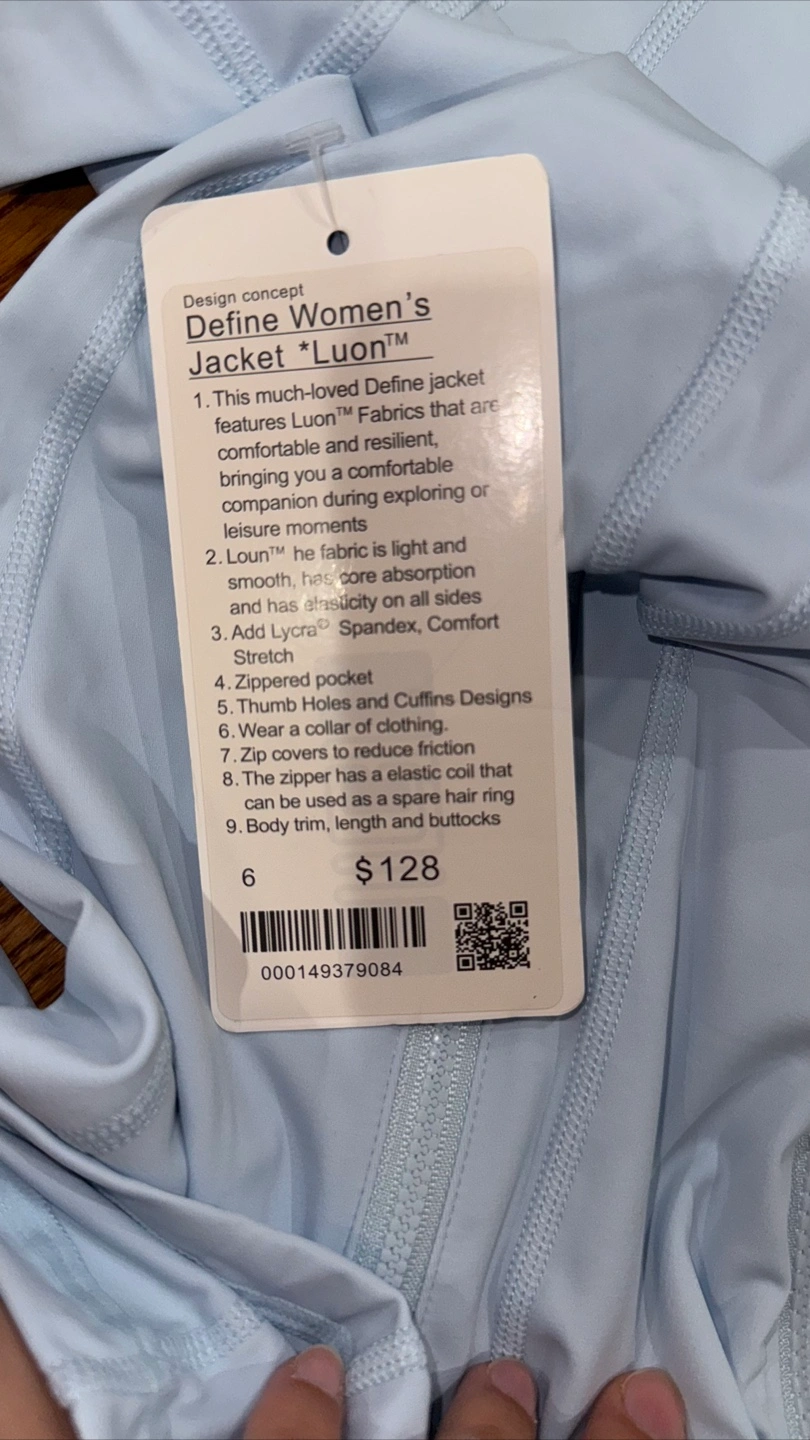 Design concept
Define Women's
Jacket *Luon™
1. This much-loved Define jacket
features Luon™ Fabrics that are
comfortable and resilient,
bringing you a comfortable
companion during exploring or
leisure moments
2. Loun™ he fabric is light and
smooth, has core absorption
and has elasticity on all sides
3. Add Lycra© Spandex, Comfort
Stretch
4. Zippered pocket
5. Thumb Holes and Cuffins Designs
6. Wear a collar of clothing.
7. Zip covers to reduce friction
8. The zipper has a elastic coil that
can be used as a spare hair ring
9. Body trim, length and buttocks
6 $128
000149379084